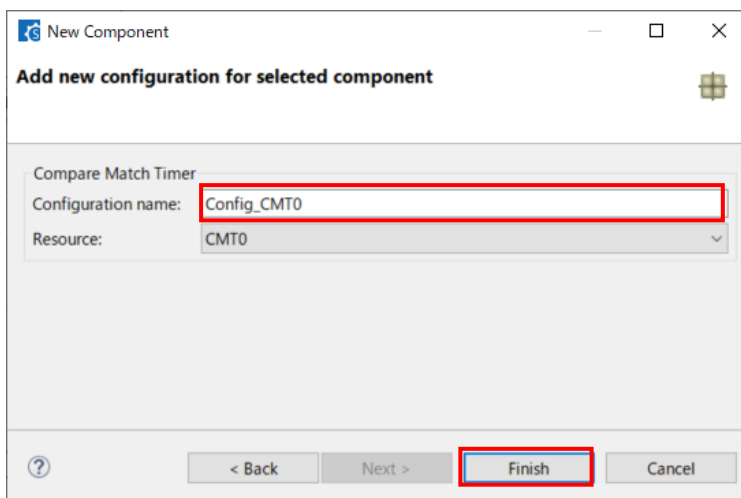 New Component
Add new configuration for selected component
Compare Match Timer
Configuration name: Config_CMT0
Resource: CMT0
< Back Next > Finish Cancel